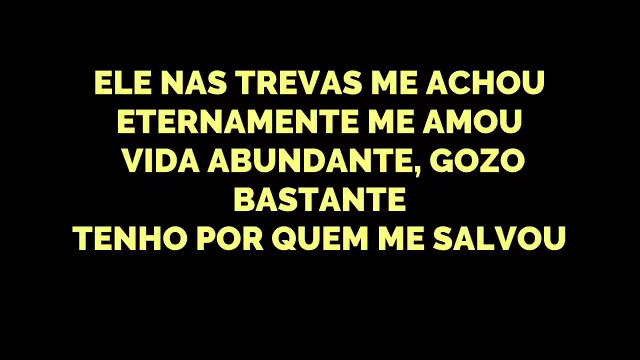 ELE NAS TREVAS ME ACHOU
ETERNAMENTE ME AMOU
VIDA ABUNDANTE, GOZO
BASTANTE
TENHO POR QUEM ME SALVOU